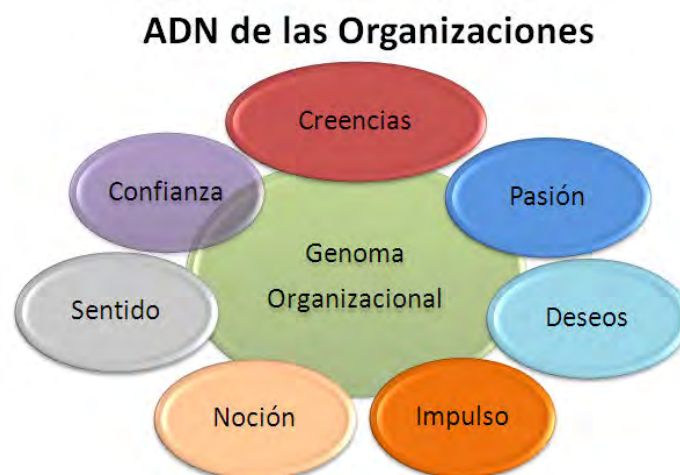 ADN de las Organizaciones
Creencias
Confianza
Pasión
Genoma
Organizacional
Sentido
Deseos
Noción
Impulso